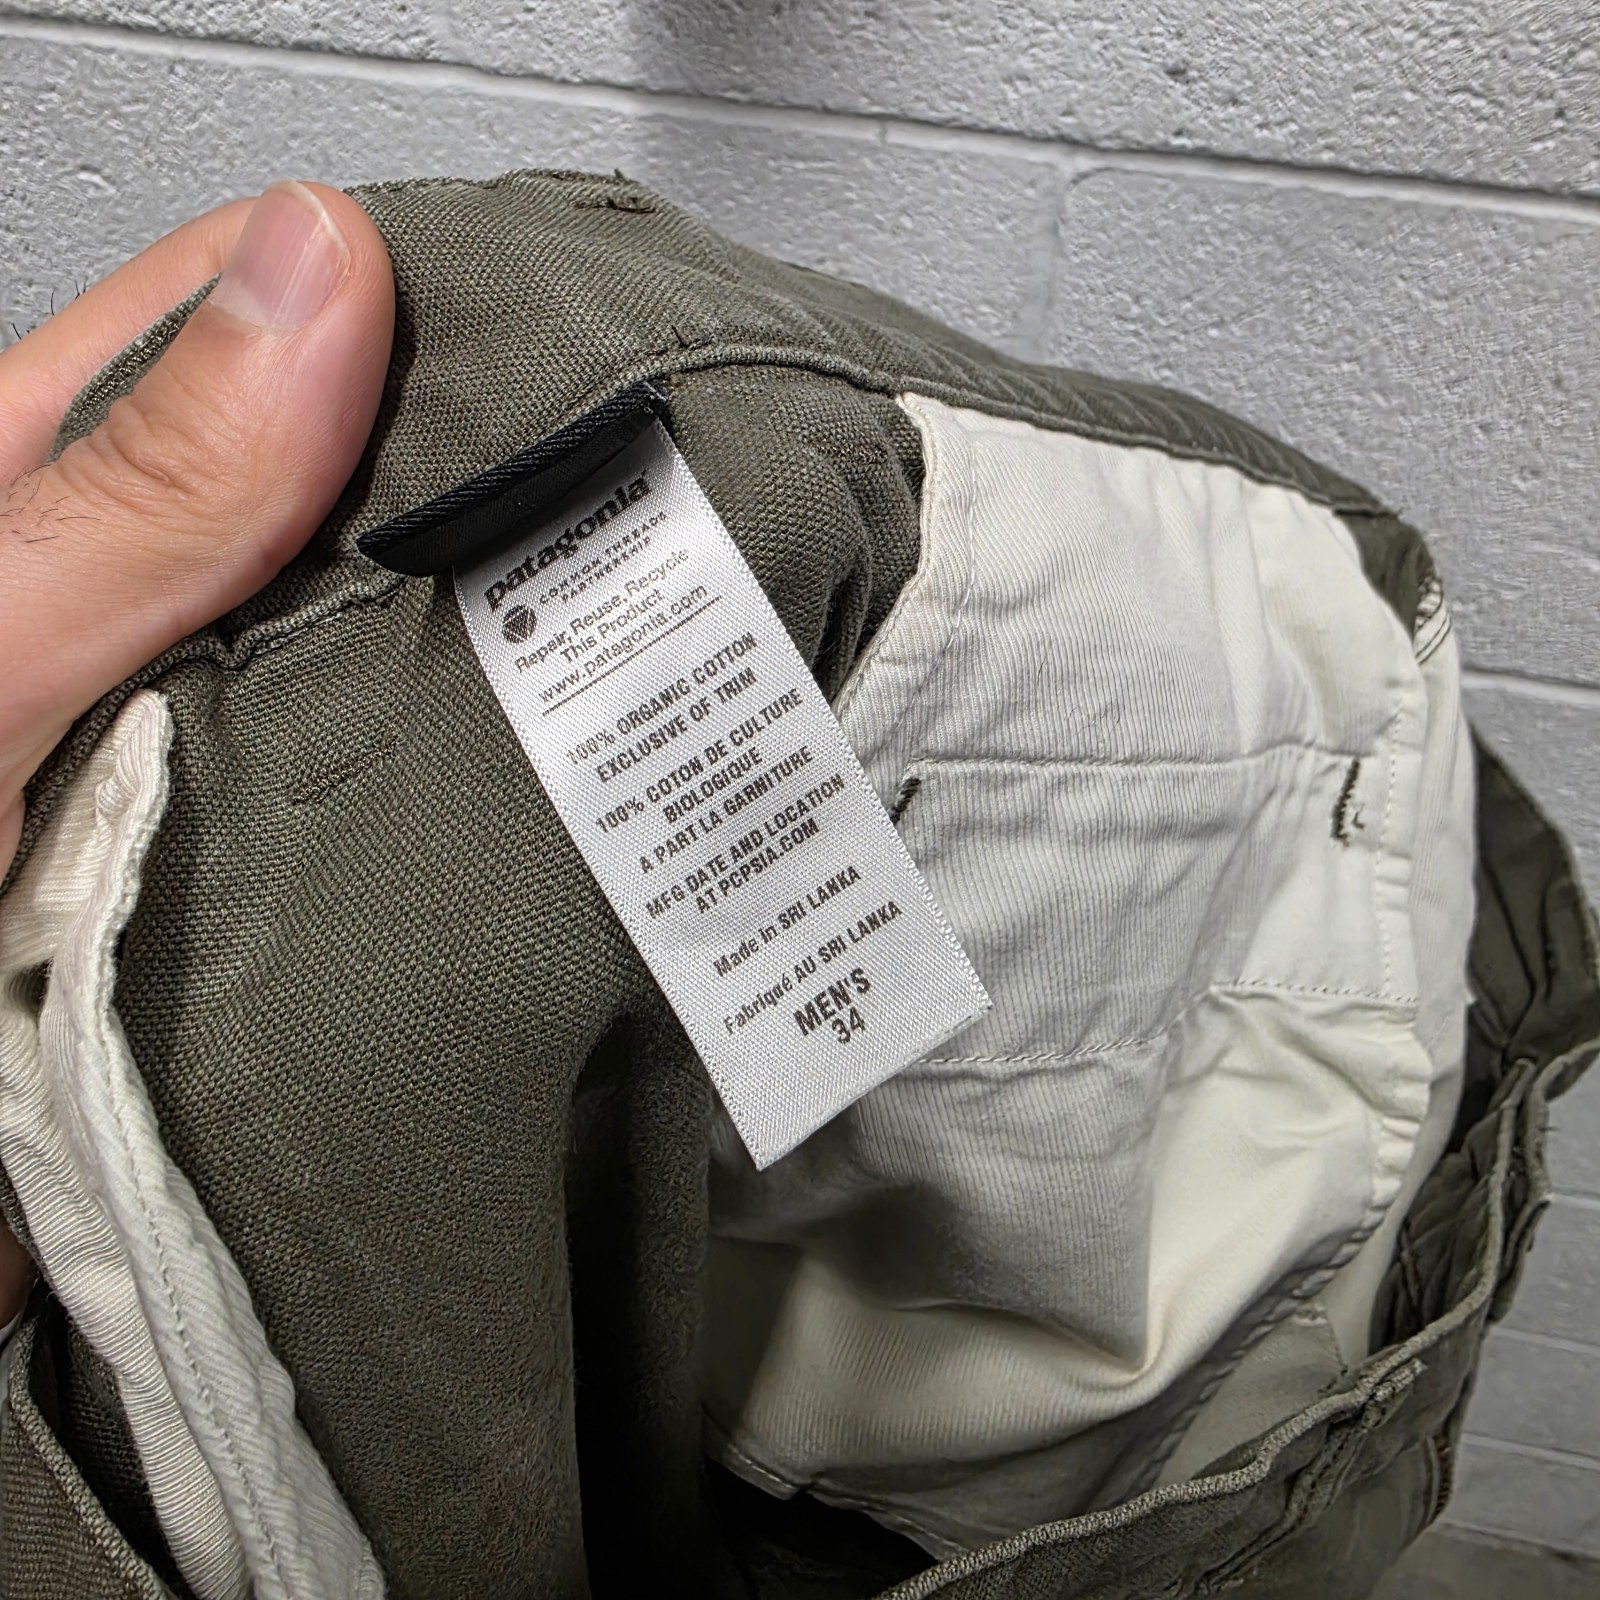 patagonia
COMMON THREADS
PARTNERSHIP
Repair, Reuse, Recycle
This Product
www.patagonia.com
100% ORGANIC COTTON
EXCLUSIVE OF TRIM
100% COTON DE CULTURE
BIOLOGIQUE
A PART LA GARNITURE
MFG DATE AND LOCATION
AT PCPSIA.COM
Made in SRI LANKA
Fabriqué AU SRI LANKA
MEN'S
34